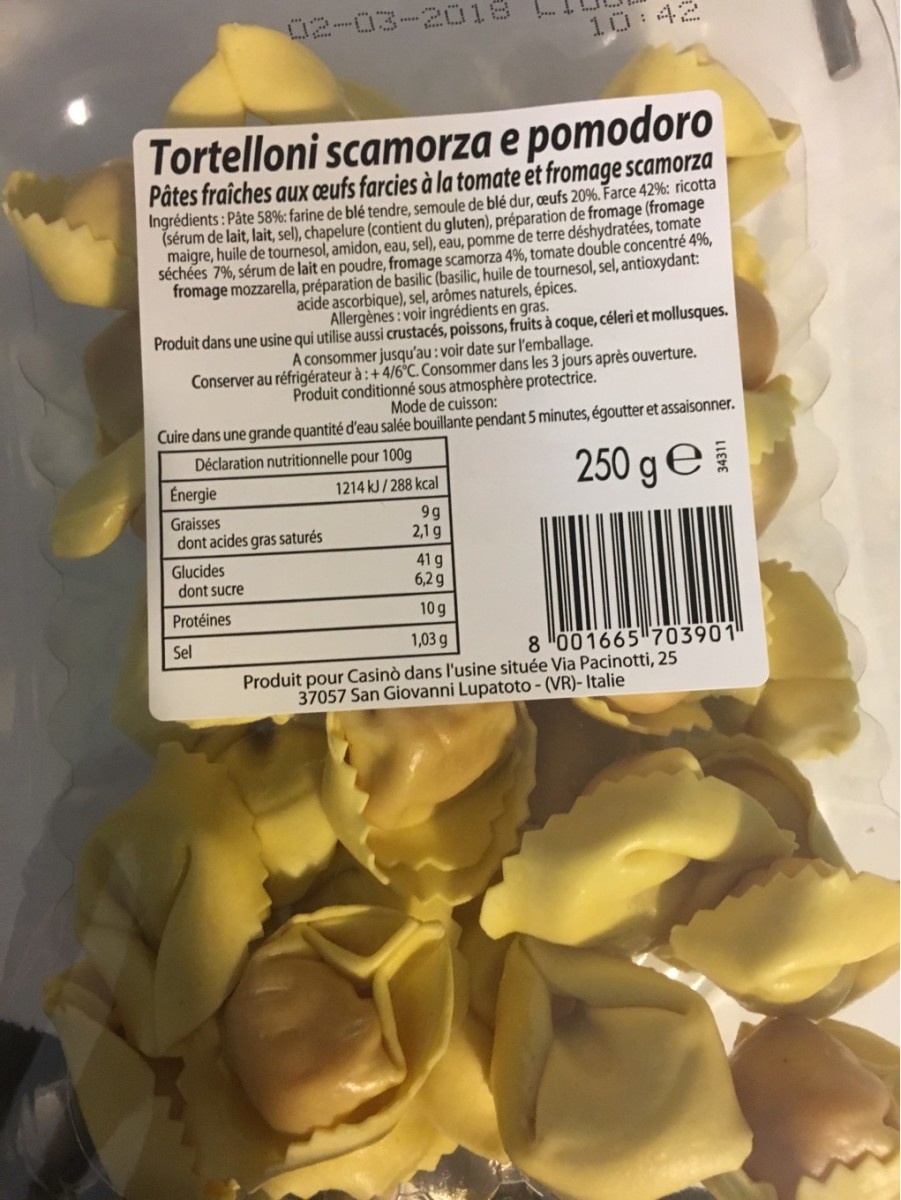 02-03-2018
10:42
Tortelloni scamorza e pomodoro
Pâtes fraîches aux œufs farcies à la tomate et fromage scamorza
Ingrédients : Pâte 58%: farine de blé tendre, semoule de blé dur, œufs 20%. Farce 42%: ricotta
(sérum de lait, lait, sel), chapelure (contient du gluten), préparation de fromage (fromage
maigre, huile de tournesol, amidon, eau, sel), eau, pomme de terre déshydratées, tomate
séchées 7%, sérum de lait en poudre, fromage scamorza 4%, tomate double concentré 4%,
fromage mozzarella, préparation de basilic (basilic, huile de tournesol, sel, antioxydant:
acide ascorbique), sel, arômes naturels, épices.
Allergènes : voir ingrédients en gras.
Produit dans une usine qui utilise aussi crustacés, poissons, fruits à coque, céleri et mollusques.
A consommer jusqu'au : voir date sur l'emballage.
Conserver au réfrigérateur à : + 4/6°C. Consommer dans les 3 jours après ouverture.
Produit conditionné sous atmosphère protectrice.
Mode de cuisson:
Cuire dans une grande quantité d'eau salée bouillante pendant 5 minutes, égoutter et assaisonner.
Déclaration nutritionnelle pour 100g
Énergie 1214 kJ / 288 kcal
Graisses 9 g
dont acides gras saturés 2,1 g
Glucides 41 g
dont sucre 6,2 g
Protéines 10 g
Sel 1,03 g
250 g e
34311
8 001665 703901
Produit pour Casinò dans l'usine située Via Pacinotti, 25
37057 San Giovanni Lupatoto - (VR)- Italie